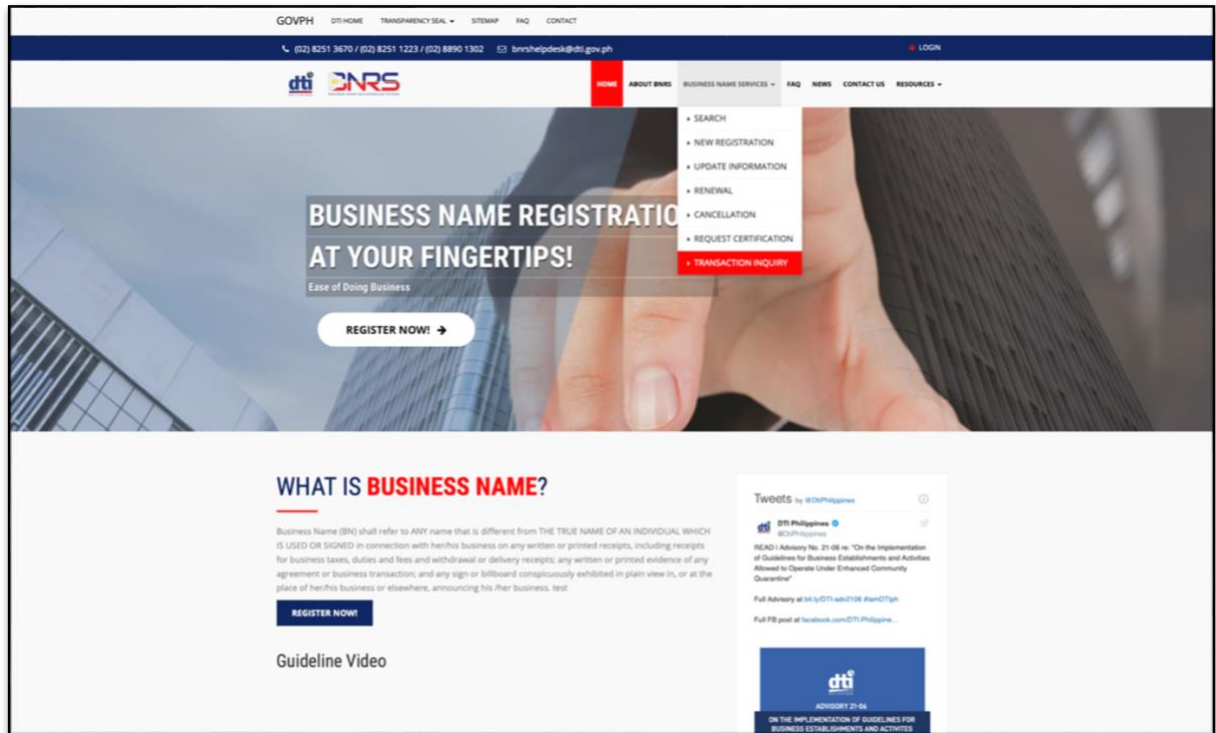 GOVPH DTI HOME TRANSPARENCY SEAL SITEMAP FAQ CONTACT
(02) 8251 3670 / (02) 8251 1223 / (02) 8890 1302 bnrshelpdesk@dti.gov.ph LOGIN
dti BNRS
HOME ABOUT BNRS BUSINESS NAME SERVICES FAQ NEWS CONTACT US RESOURCES
SEARCH
NEW REGISTRATION
UPDATE INFORMATION
RENEWAL
CANCELLATION
REQUEST CERTIFICATION
TRANSACTION INQUIRY
BUSINESS NAME REGISTRATIO
AT YOUR FINGERTIPS!
Ease of Doing Business
REGISTER NOW!
WHAT IS BUSINESS NAME?
Business Name (BN) shall refer to ANY name that is different from THE TRUE NAME OF AN INDIVIDUAL WHICH
IS USED OR SIGNED in connection with her/his business on any written or printed receipts, including receipts
for business taxes, duties and fees and withdrawal or delivery receipts; any written or printed evidence of any
agreement or business transaction; and any sign or billboard conspicuously exhibited in plain view in, or at the
place of her/his business or elsewhere, announcing his /her business. test
REGISTER NOW!
Guideline Video
Tweets by @DtiPhilippines
DTI Philippines
@DtiPhilippines
READ | Advisory No. 21-06 re: "On the Implementation
of Guidelines for Business Establishments and Activities
Allowed to Operate Under Enhanced Community
Quarantine"
Full Advisory at bit.ly/DTI-adv2106 #iamDTIph
Full FB post at facebook.com/DTI.Philippine...
dti
ADVISORY 21-06
ON THE IMPLEMENTATION OF GUIDELINES FOR
BUSINESS ESTABLISHMENTS AND ACTIVITES